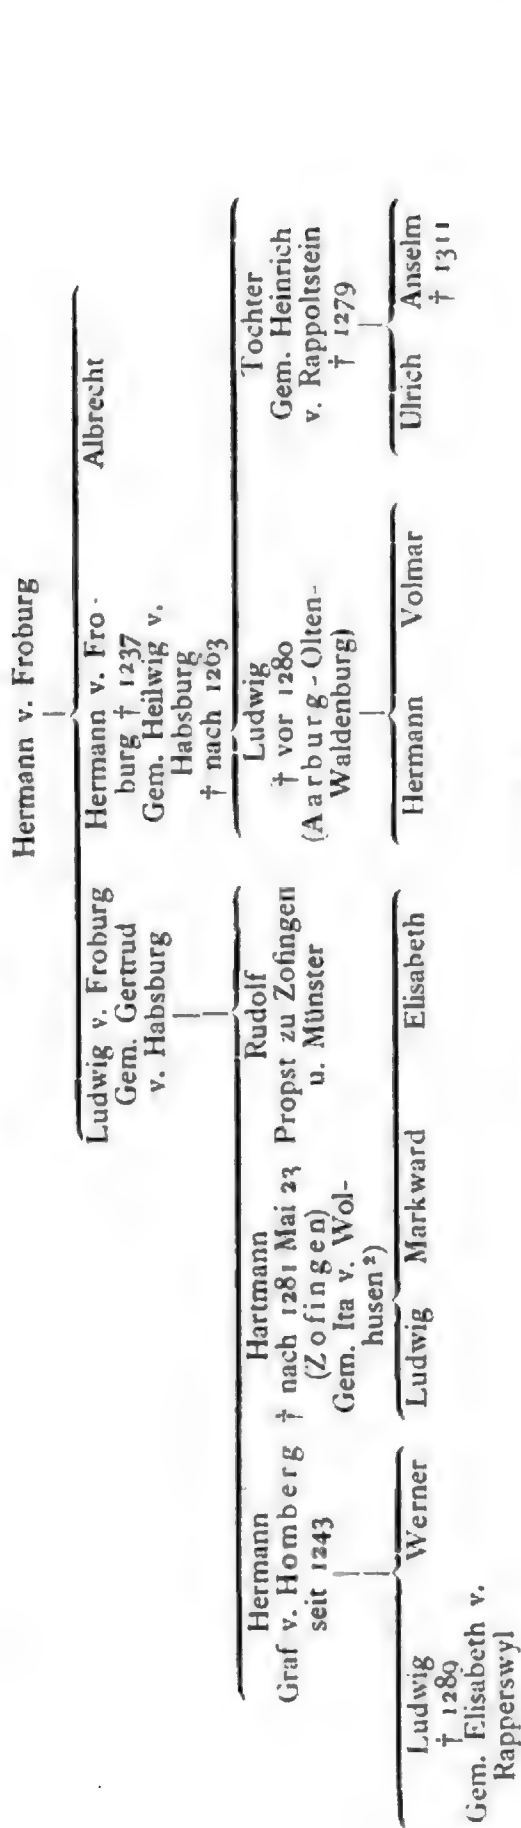 Hermann v. Froburg
Ludwig v. Froburg
Gem. Gertrud
v. Habsburg
Hermann v. Fro-
burg † 1237
Gem. Heilwig v.
Habsburg
† nach 1263
Albrecht
Hermann
Graf v. Homberg
seit 1243
Hartmann
† nach 1281 Mai 23
(Zofingen)
Gem. Ita v. Wol-
husen ²)
Rudolf
Propst zu Zofingen
u. Münster
Ludwig
† vor 1280
(Aarburg-Olten-
Waldenburg)
Tochter
Gem. Heinrich
v. Rappoltstein
† 1279
Ludwig
† 1289
Gem. Elisabeth v.
Rapperswyl
Werner
Ludwig
Markward
Elisabeth
Hermann
Volmar
Ulrich
Anselm
† 1311